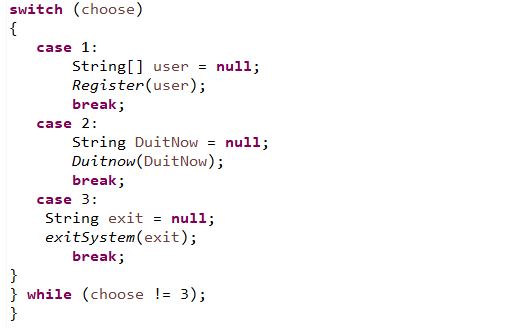 switch (choose)
{
case 1:
String[] user = null;
Register(user);
break;
case 2:
String DuitNow = null;
Duitnow(DuitNow);
break;
case 3:
String exit = null;
exitSystem(exit);
break;
}
} while (choose != 3);
}